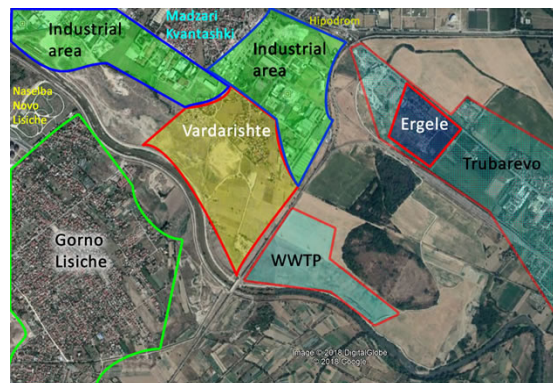 Madzari
Kvantashki
Hipodrom
Industrial
area
Industrial
area
Naselba
Novo
Lisiche
Vardarishte
Ergele
Trubarevo
Gorno
Lisiche
WWTP
Image © 2018 DigitalGlobe
© 2018 Google